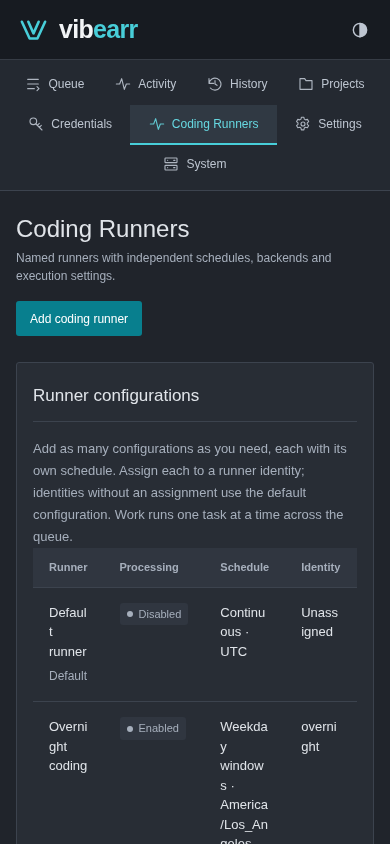 vibearr
Queue Activity History Projects
Credentials Coding Runners Settings
System
Coding Runners
Named runners with independent schedules, backends and
execution settings.
Add coding runner
Runner configurations
Add as many configurations as you need, each with its
own schedule. Assign each to a runner identity;
identities without an assignment use the default
configuration. Work runs one task at a time across the
queue.
Runner Processing Schedule Identity
Defaul
t
runner
Default
Disabled
Continu
ous ·
UTC
Unass
igned
Overni
ght
coding
Enabled
Weekda
y
window
s ·
America
/Los_An
geles
overni
ght